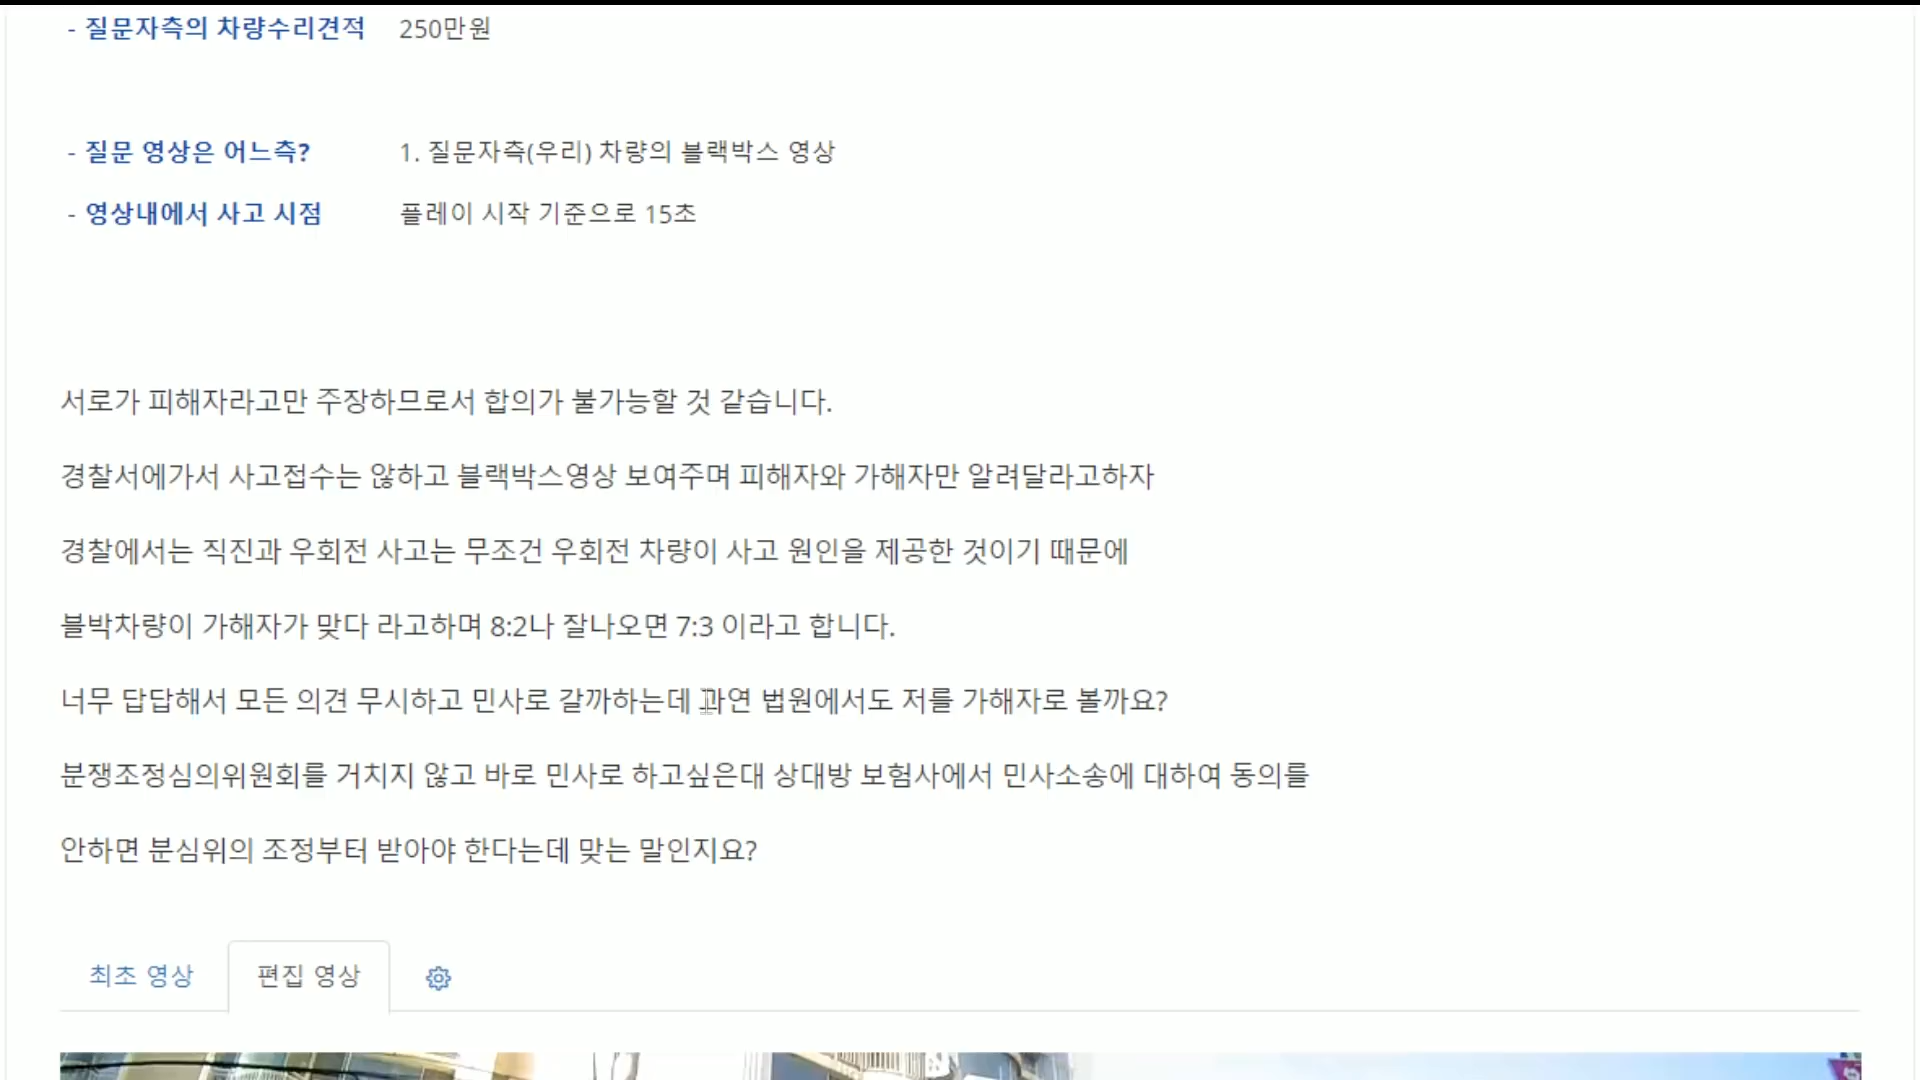 - 질문자측의 차량수리견적 250만원
- 질문 영상은 어느측? 1. 질문자측(우리) 차량의 블랙박스 영상
- 영상내에서 사고 시점 플레이 시작 기준으로 15초
서로가 피해자라고만 주장하므로서 합의가 불가능할 것 같습니다.
경찰서에가서 사고접수는 않하고 블랙박스영상 보여주며 피해자와 가해자만 알려달라고하자
경찰에서는 직진과 우회전 사고는 무조건 우회전 차량이 사고 원인을 제공한 것이기 때문에
블박차량이 가해자가 맞다 라고하며 8:2나 잘나오면 7:3 이라고 합니다.
너무 답답해서 모든 의견 무시하고 민사로 갈까하는데 과연 법원에서도 저를 가해자로 볼까요?
분쟁조정심의위원회를 거치지 않고 바로 민사로 하고싶은대 상대방 보험사에서 민사소송에 대하여 동의를
안하면 분심위의 조정부터 받아야 한다는데 맞는 말인지요?
최초 영상 편집 영상